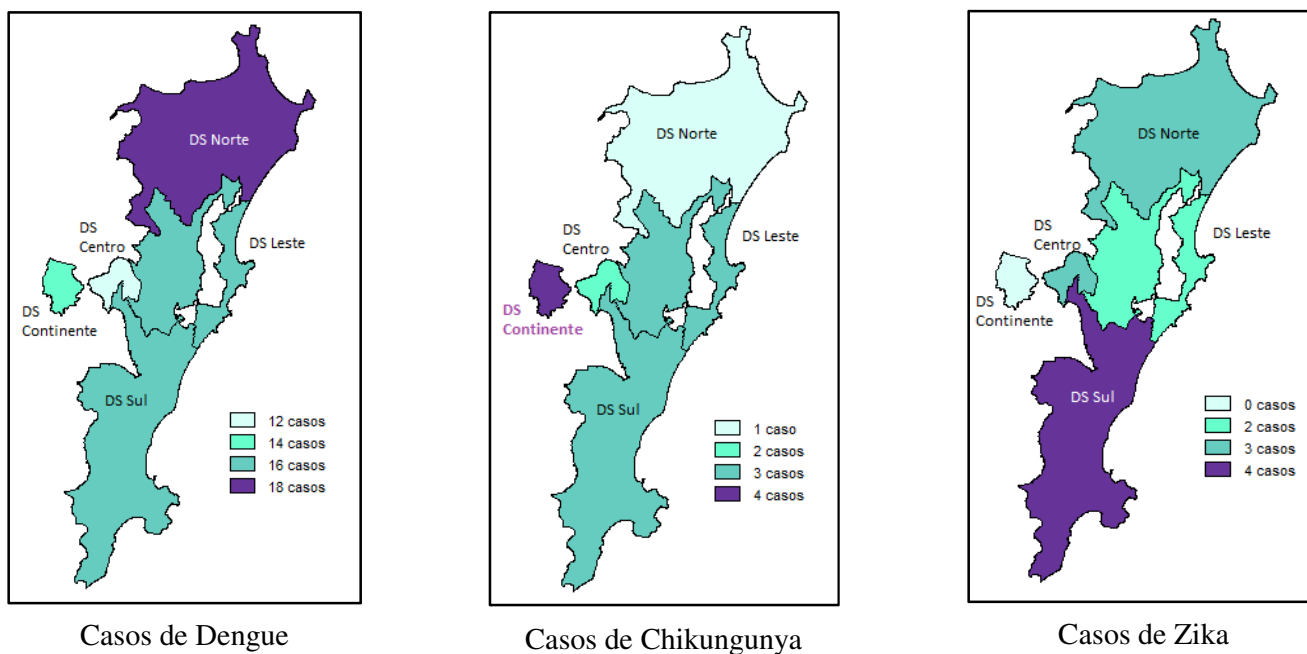 DS Norte
DS
Centro
DS Leste
DS
Continente
DS Sul
12 casos
14 casos
16 casos
18 casos
Casos de Dengue
DS Norte
DS
Centro
DS Leste
DS
Continente
DS Sul
1 caso
2 casos
3 casos
4 casos
Casos de Chikungunya
DS Norte
DS
Centro
DS Leste
DS
Continente
DS Sul
0 casos
2 casos
3 casos
4 casos
Casos de Zika